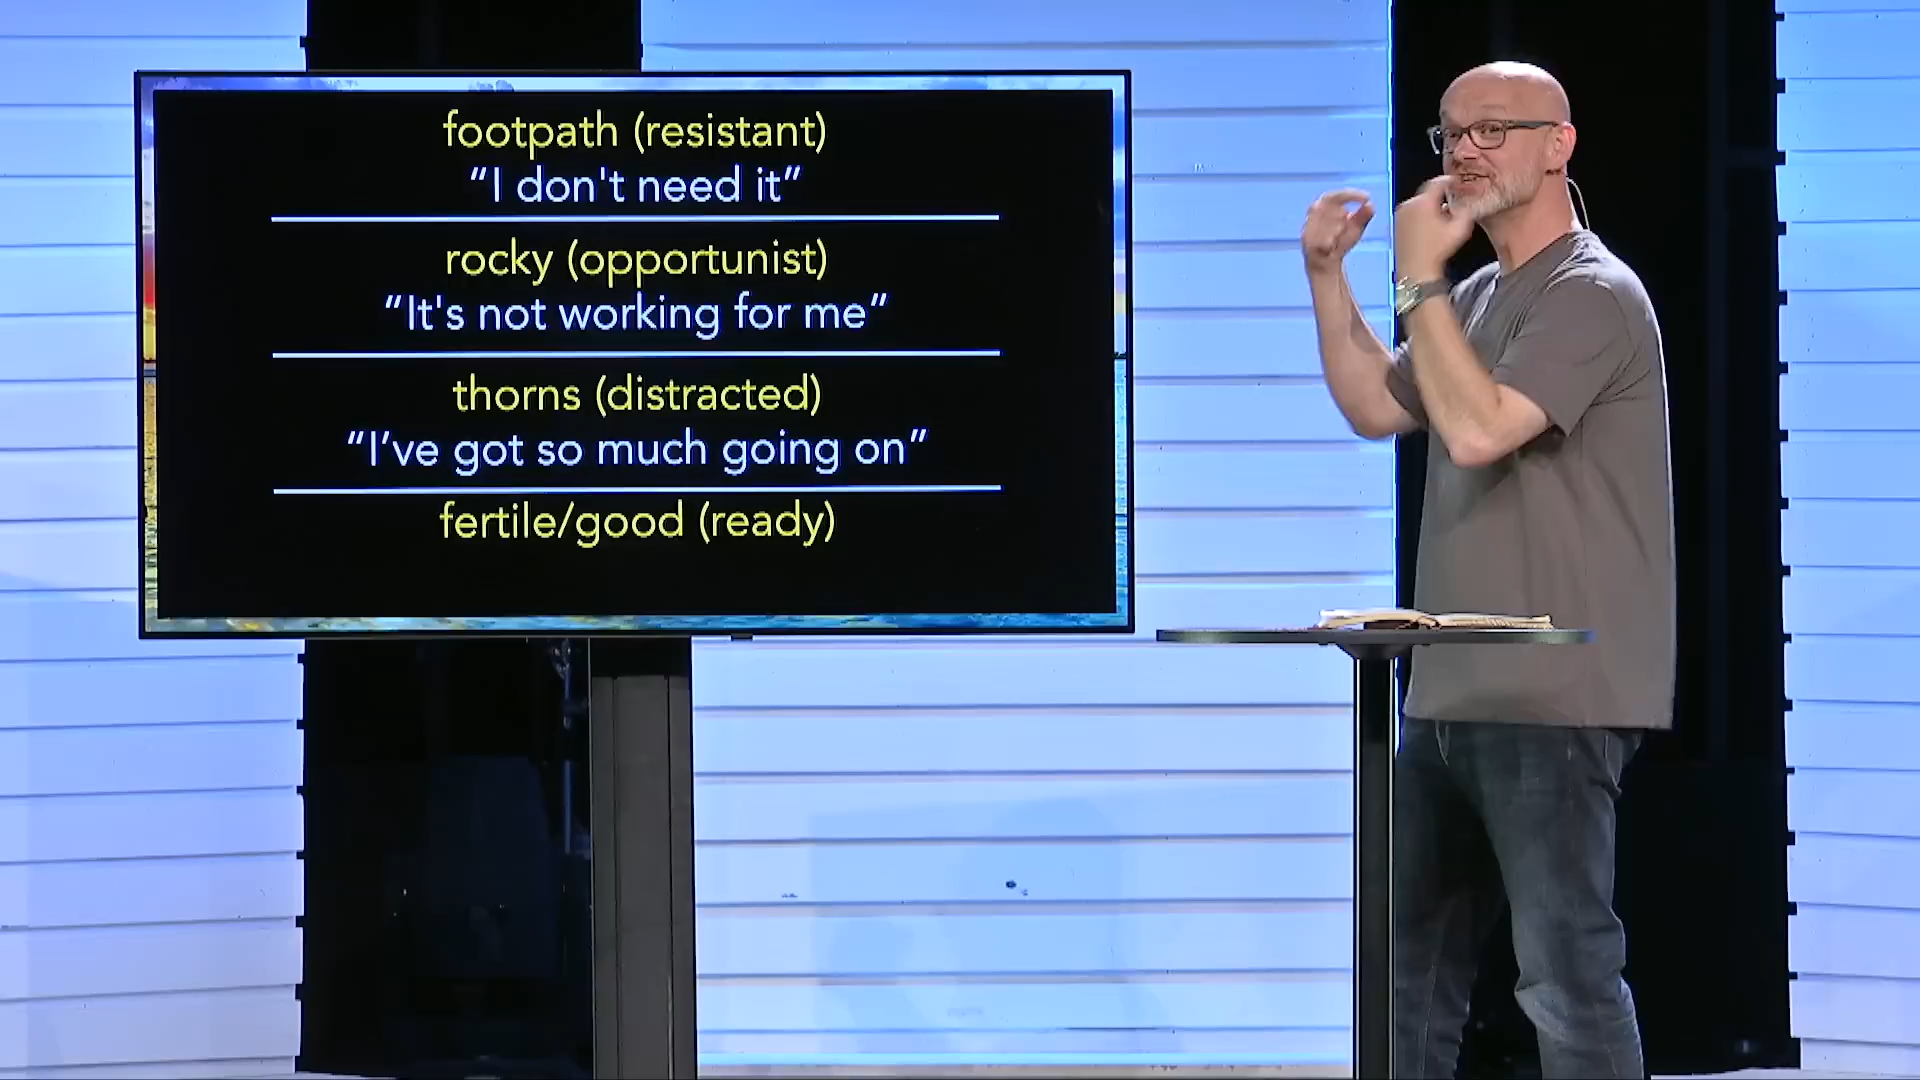 footpath (resistant)
“I don't need it”
rocky (opportunist)
“It's not working for me”
thorns (distracted)
“I’ve got so much going on”
fertile/good (ready)